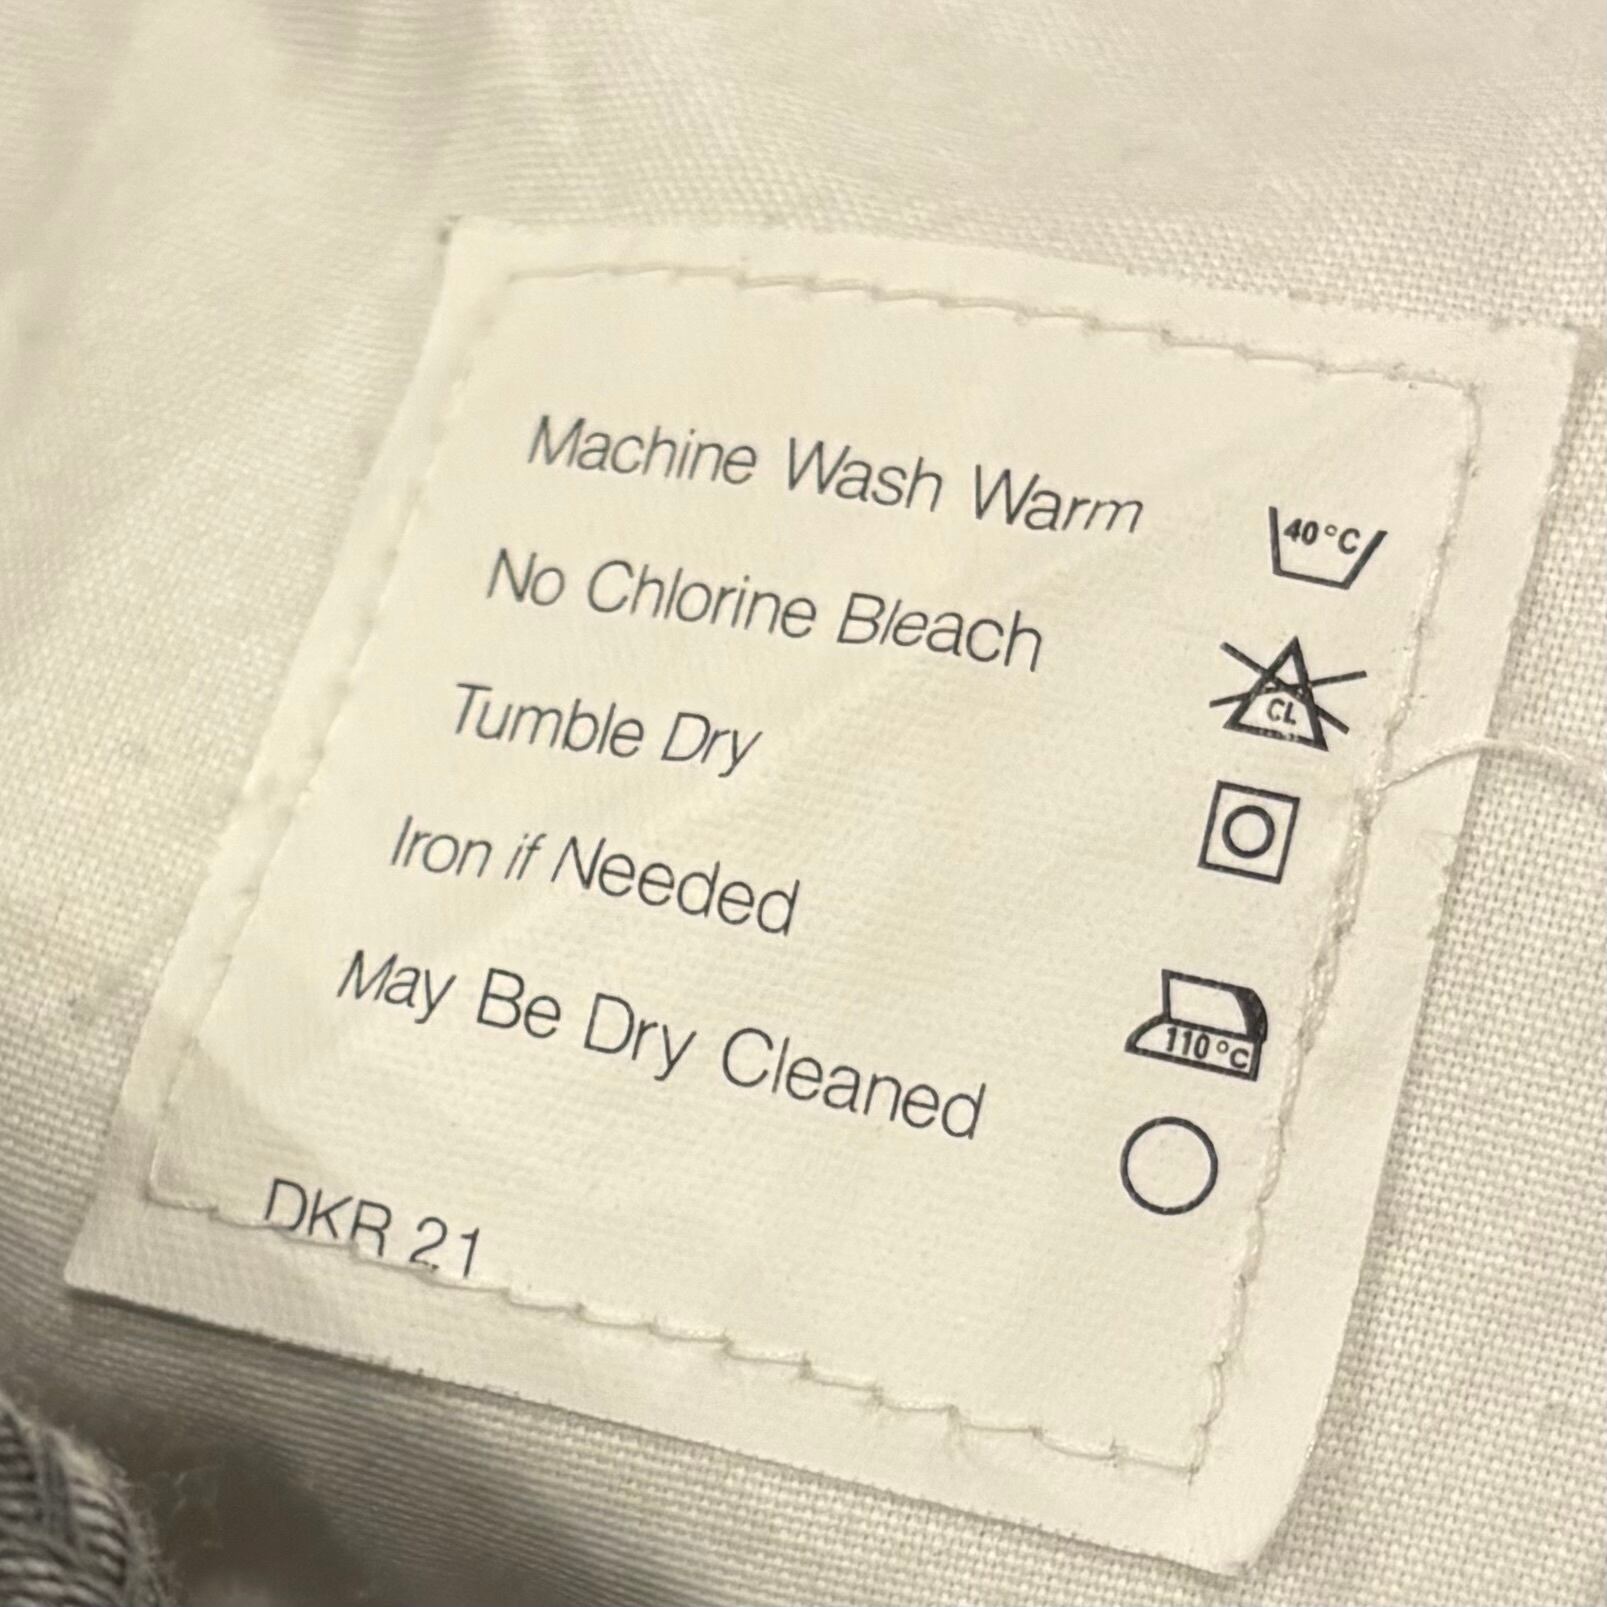 Machine Wash Warm 40°C
No Chlorine Bleach CL
Tumble Dry
Iron if Needed 110°C
May Be Dry Cleaned
DKR 21